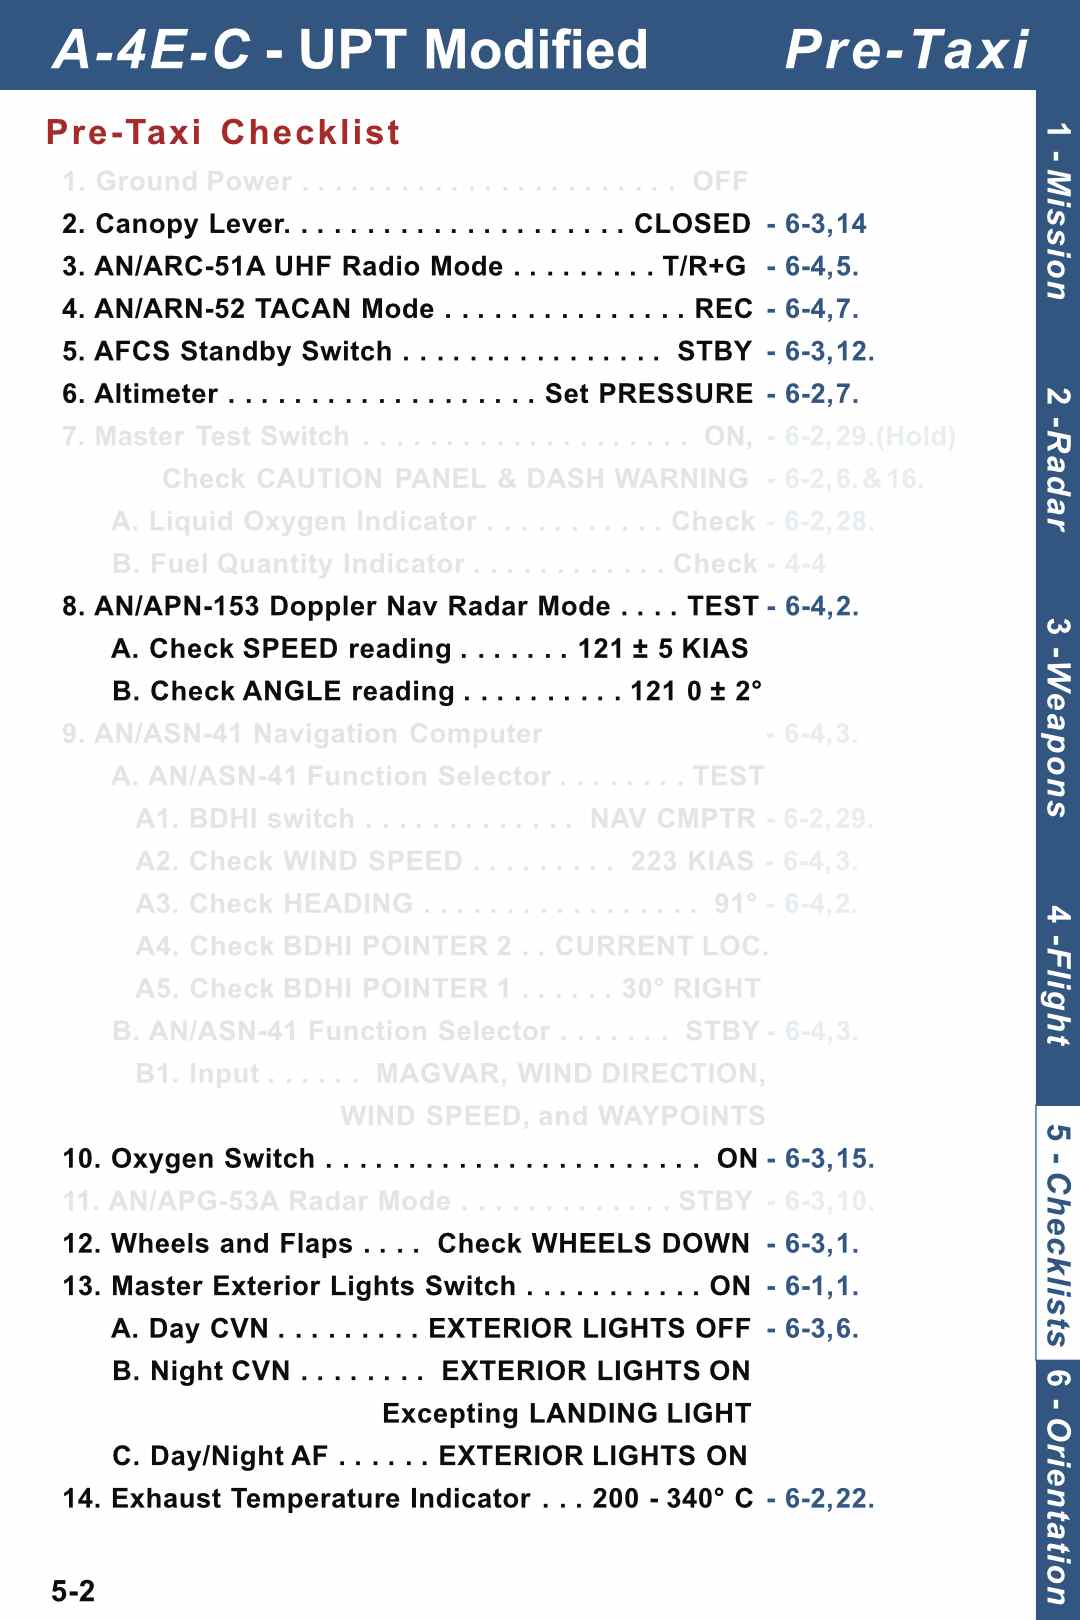 A-4E-C - UPT Modified Pre-Taxi
Pre-Taxi Checklist
1. Ground Power . . . . . . . . . . . . . . . . . . . . . . . OFF
2. Canopy Lever. . . . . . . . . . . . . . . . . . . . . CLOSED - 6-3,14
3. AN/ARC-51A UHF Radio Mode . . . . . . . . . T/R+G - 6-4,5.
4. AN/ARN-52 TACAN Mode . . . . . . . . . . . . . . . REC - 6-4,7.
5. AFCS Standby Switch . . . . . . . . . . . . . . . . STBY - 6-3,12.
6. Altimeter . . . . . . . . . . . . . . . . . . . Set PRESSURE - 6-2,7.
7. Master Test Switch . . . . . . . . . . . . . . . . . . . . ON, - 6-2,29.(Hold)
Check CAUTION PANEL & DASH WARNING - 6-2,6.&16.
A. Liquid Oxygen Indicator . . . . . . . . . . . Check - 6-2,28.
B. Fuel Quantity Indicator . . . . . . . . . . . . Check - 4-4
8. AN/APN-153 Doppler Nav Radar Mode . . . . TEST - 6-4,2.
A. Check SPEED reading . . . . . . . 121 ± 5 KIAS
B. Check ANGLE reading . . . . . . . . . . 121 0 ± 2°
9. AN/ASN-41 Navigation Computer - 6-4,3.
A. AN/ASN-41 Function Selector . . . . . . . . TEST
A1. BDHI switch . . . . . . . . . . . . . NAV CMPTR - 6-2,29.
A2. Check WIND SPEED . . . . . . . . . 223 KIAS - 6-4,3.
A3. Check HEADING . . . . . . . . . . . . . . . . . 91° - 6-4,2.
A4. Check BDHI POINTER 2 . . CURRENT LOC.
A5. Check BDHI POINTER 1 . . . . . . 30° RIGHT
B. AN/ASN-41 Function Selector . . . . . . . STBY - 6-4,3.
B1. Input . . . . . . MAGVAR, WIND DIRECTION,
WIND SPEED, and WAYPOINTS
10. Oxygen Switch . . . . . . . . . . . . . . . . . . . . . . . ON - 6-3,15.
11. AN/APG-53A Radar Mode . . . . . . . . . . . . . STBY - 6-3,10.
12. Wheels and Flaps . . . . Check WHEELS DOWN - 6-3,1.
13. Master Exterior Lights Switch . . . . . . . . . . . ON - 6-1,1.
A. Day CVN . . . . . . . . . EXTERIOR LIGHTS OFF - 6-3,6.
B. Night CVN . . . . . . . . EXTERIOR LIGHTS ON
Excepting LANDING LIGHT
C. Day/Night AF . . . . . . EXTERIOR LIGHTS ON
14. Exhaust Temperature Indicator . . . 200 - 340° C - 6-2,22.
5-2
1 - Mission
2 -Radar
3 -Weapons
4 -Flight
5 - Checklists
6 - Orientation